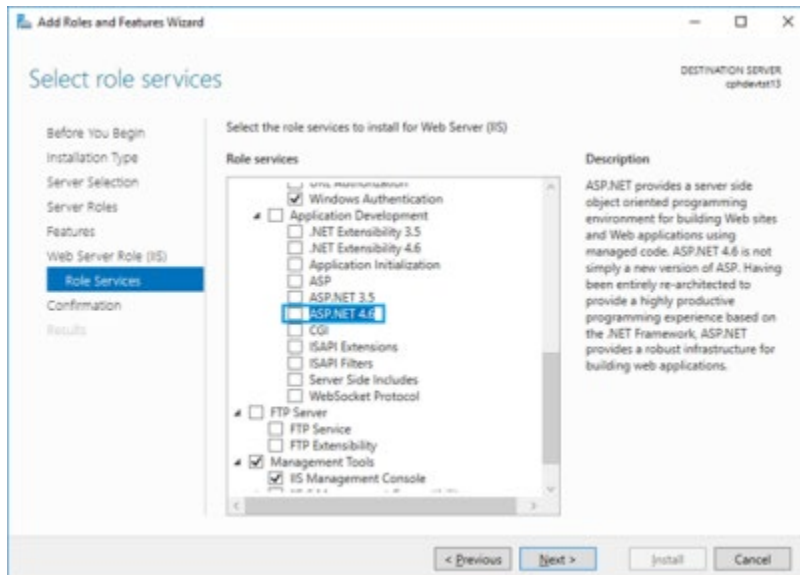 Add Roles and Features Wizard
Select role services
DESTINATION SERVER
cphdevtst13
Before You Begin
Installation Type
Server Selection
Server Roles
Features
Web Server Role (IIS)
Role Services
Confirmation
Results
Select the role services to install for Web Server (IIS)
Role services
URL Authorization
Windows Authentication
Application Development
.NET Extensibility 3.5
.NET Extensibility 4.6
Application Initialization
ASP
ASP.NET 3.5
ASP.NET 4.6
CGI
ISAPI Extensions
ISAPI Filters
Server Side Includes
WebSocket Protocol
FTP Server
FTP Service
FTP Extensibility
Management Tools
IIS Management Console
Description
ASP.NET provides a server side
object oriented programming
environment for building Web sites
and Web applications using
managed code. ASP.NET 4.6 is not
simply a new version of ASP. Having
been entirely re-architected to
provide a highly productive
programming experience based on
the .NET Framework, ASP.NET
provides a robust infrastructure for
building web applications.
< Previous
Next >
Install
Cancel